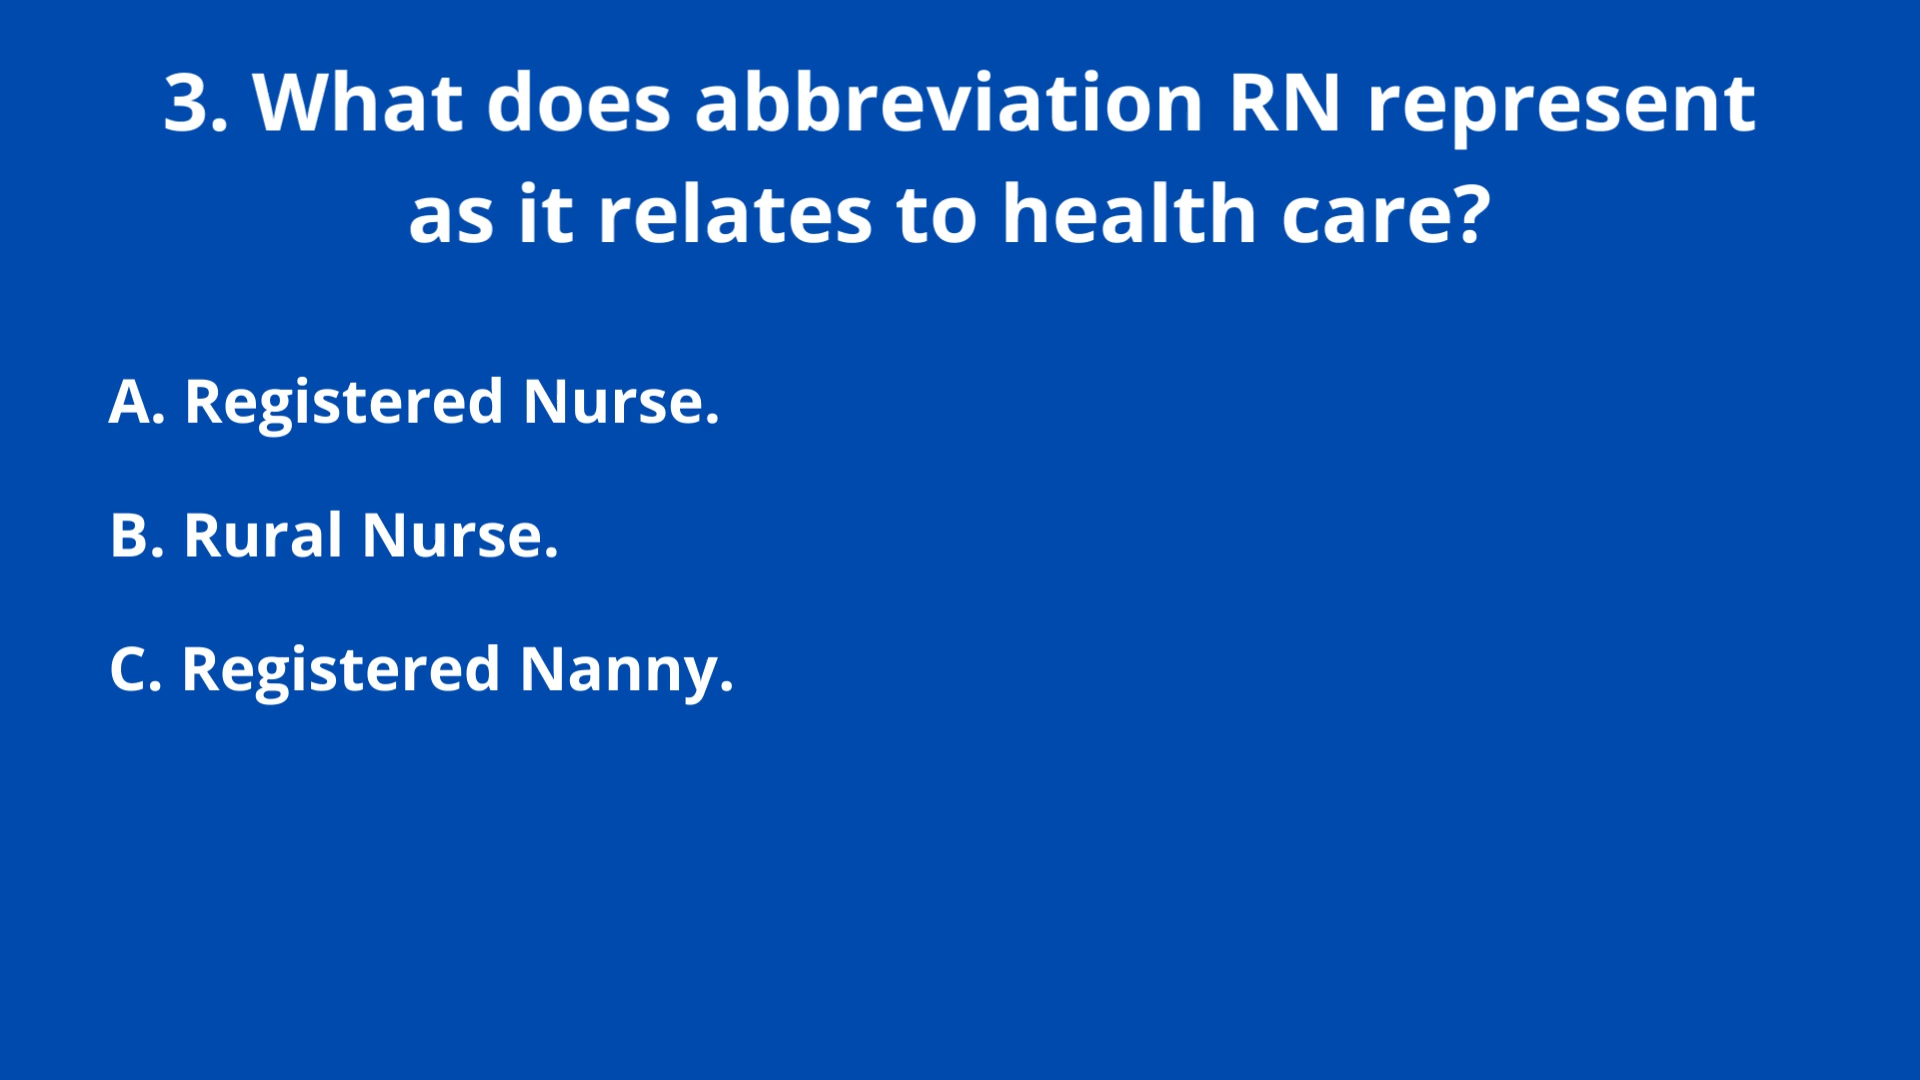 3. What does abbreviation RN represent
as it relates to health care?
A. Registered Nurse.
B. Rural Nurse.
C. Registered Nanny.